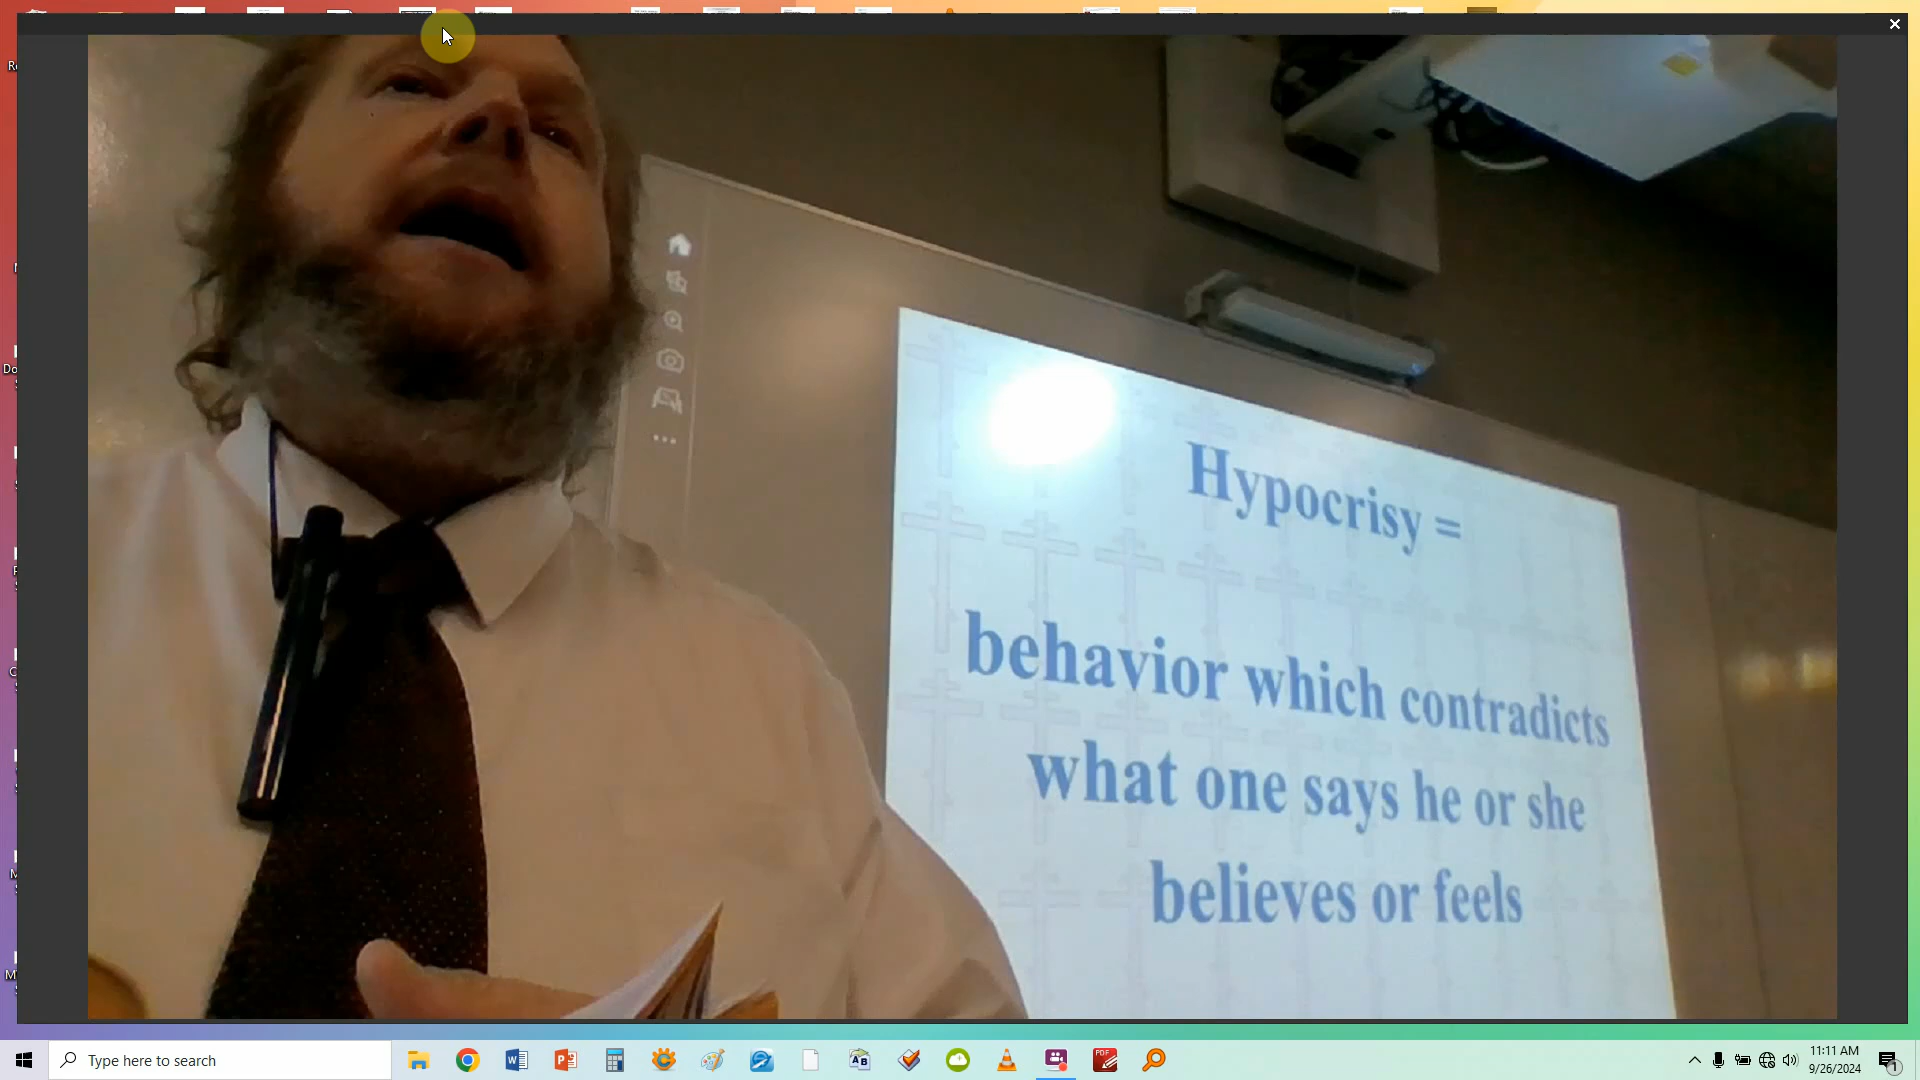 Hypocrisy =
behavior which contradicts
what one says he or she
believes or feels
Type here to search
11:11 AM
9/26/2024